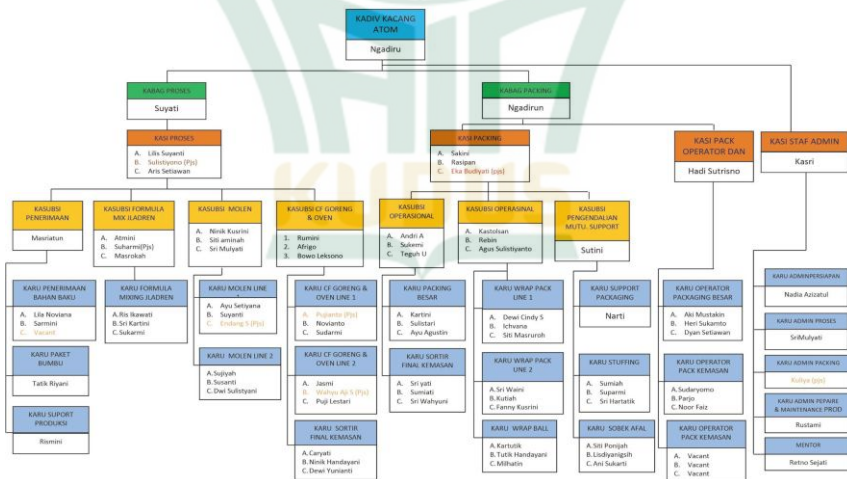 KADIV KACANG
ATOM
Ngadiru
KABAG PROSES
Suyati
KABAG PACKING
Ngadirun
KASI PROSES
A. Lilis Suyanti
B. Sulistiyono (Pjs)
C. Aris Setiawan
KASI PACKING
A. Sakini
B. Rasipan
C. Eka Budiyati (pjs)
KASI PACK
OPERATOR DAN
Hadi Sutrisno
KASI STAF ADMIN
Kasri
KASUBSI
PENERIMAAN
Masriatun
KASUBSI FORMULA
MIX JLADREN
A. Atmini
B. Suharmi(Pjs)
C. Masrokah
KASUBSI MOLEN
A. Ninik Kusrini
B. Siti aminah
C. Sri Mulyati
KASUBSI CF GORENG
& OVEN
1. Rumini
2. Afrigo
3. Bowo Leksono
KASUBSI
OPERASIONAL
A. Andri A
B. Sukemi
C. Teguh U
KASUBSI OPERASINAL
A. Kastolsan
B. Rebin
C. Agus Sulistiyanto
KASUBSI
PENGENDALIAN
MUTU. SUPPORT
Sutini
KARU PENERIMAAN
BAHAN BAKU
A. Lila Noviana
B. Sarmini
C. Vacant
KARU FORMULA
MIXING JLADREN
A.Ris Ikawati
B.Sri Kartini
C.Sukarmi
KARU MOLEN LINE
A. Ayu Setiyana
B. Suyanti
C. Endang S (Pjs)
KARU CF GORENG &
OVEN LINE 1
A. Pujianto (Pjs)
B. Novianto
C. Sudarmi
KARU PACKING
BESAR
A. Kartini
B. Sulistari
C. Ayu Agustin
KARU WRAP PACK
LINE 1
A. Dewi Cindy S
B. Ichvana
C. Siti Masruroh
KARU SUPPORT
PACKAGING
Narti
KARU OPERATOR
PACKAGING BESAR
A. Aki Mustakin
B. Heri Sukamto
C. Dyan Setiawan
KARU ADMINPERSIAPAN
Nadia Azizatul
KARU PAKET
BUMBU
Tatik Riyani
KARU MOLEN LINE 2
A.Sujiyah
B.Susanti
C.Dwi Sulistyani
KARU CF GORENG &
OVEN LINE 2
A. Jasmi
B. Wahyu Aji S (Pjs)
C. Puji Lestari
KARU SORTIR
FINAL KEMASAN
A. Sri yati
B. Sumiati
C. Sri Wahyuni
KARU WRAP PACK
LINE 2
A.Sri Waini
B.Kutiah
C.Fanny Kusrini
KARU STUFFING
A. Sumiah
B. Suparmi
C. Sri Hartatik
KARU OPERATOR
PACK KEMASAN
A.Sudaryomo
B.Parjo
C.Noor Faiz
KARU ADMIN PROSES
SriMulyati
KARU ADMIN PACKING
Kuliya (pjs)
KARU SUPORT
PRODUKSI
Rismini
KARU SORTIR
FINAL KEMASAN
A.Caryati
B.Ninik Handayani
C.Dewi Yunianti
KARU WRAP BALL
A.Kartutik
B.Tutik Handayani
C.Milhatin
KARU SOBEK AFAL
A.Siti Ponijah
B.Lisdiyanigsih
C.Ani Sukarti
KARU OPERATOR
PACK KEMASAN
A. Vacant
B. Vacant
C. Vacant
KARU ADMIN PEPAIRE
& MAINTENANCE PROD
Rustami
MENTOR
Retno Sejati
KUDUS